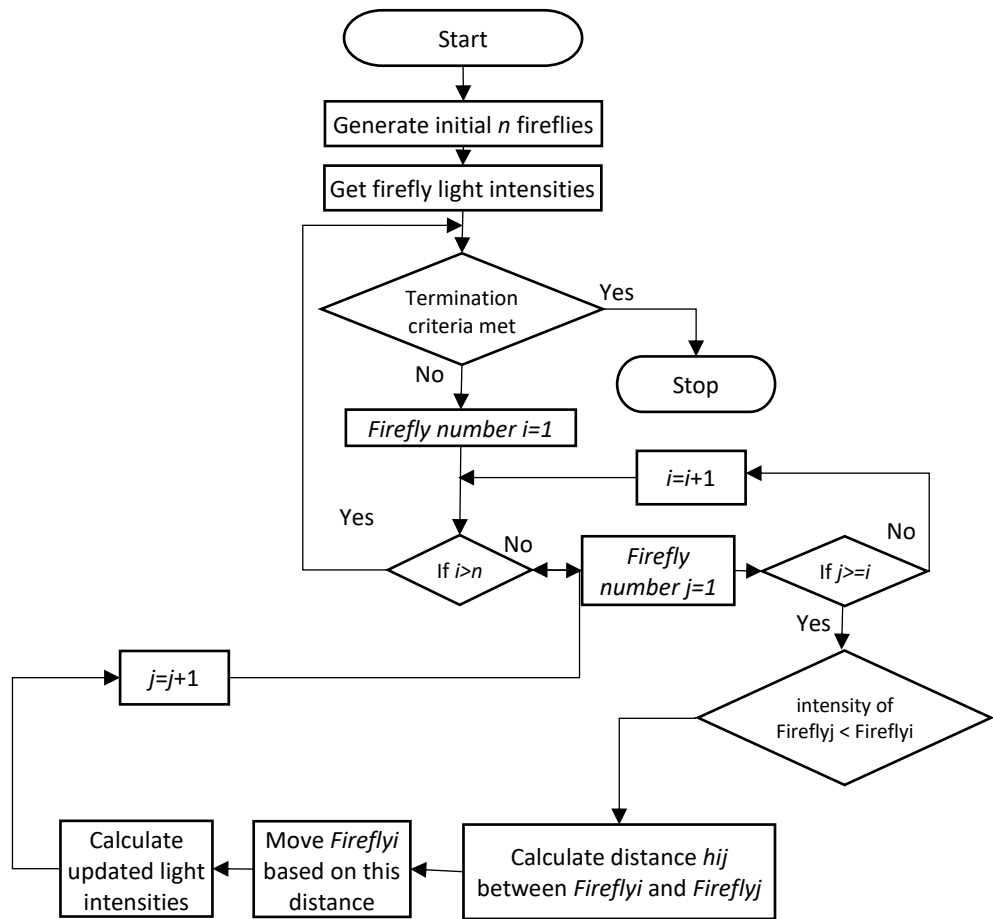 Start
Generate initial n fireflies
Get firefly light intensities
Termination
criteria met
Yes
Stop
No
Firefly number i=1
i=i+1
Yes
If i>n
No
Firefly
number j=1
If j>=i
No
Yes
j=j+1
intensity of
Fireflyj < Fireflyi
Calculate distance hij
between Fireflyi and Fireflyj
Move Fireflyi
based on this
distance
Calculate
updated light
intensities